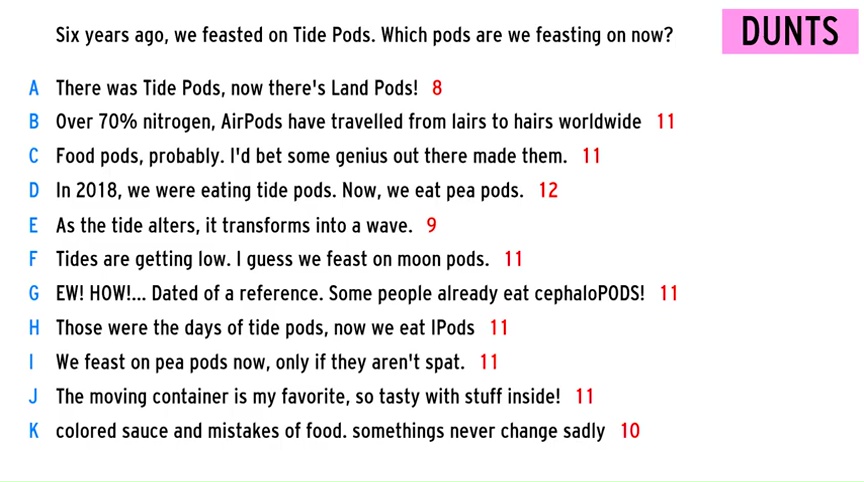 Six years ago, we feasted on Tide Pods. Which pods are we feasting on now?
DUNTS
A There was Tide Pods, now there's Land Pods! 8
B Over 70% nitrogen, AirPods have travelled from lairs to hairs worldwide 11
C Food pods, probably. I'd bet some genius out there made them. 11
D In 2018, we were eating tide pods. Now, we eat pea pods. 12
E As the tide alters, it transforms into a wave. 9
F Tides are getting low. I guess we feast on moon pods. 11
G EW! HOW!... Dated of a reference. Some people already eat cephaloPODS! 11
H Those were the days of tide pods, now we eat IPods 11
I We feast on pea pods now, only if they aren't spat. 11
J The moving container is my favorite, so tasty with stuff inside! 11
K colored sauce and mistakes of food. somethings never change sadly 10